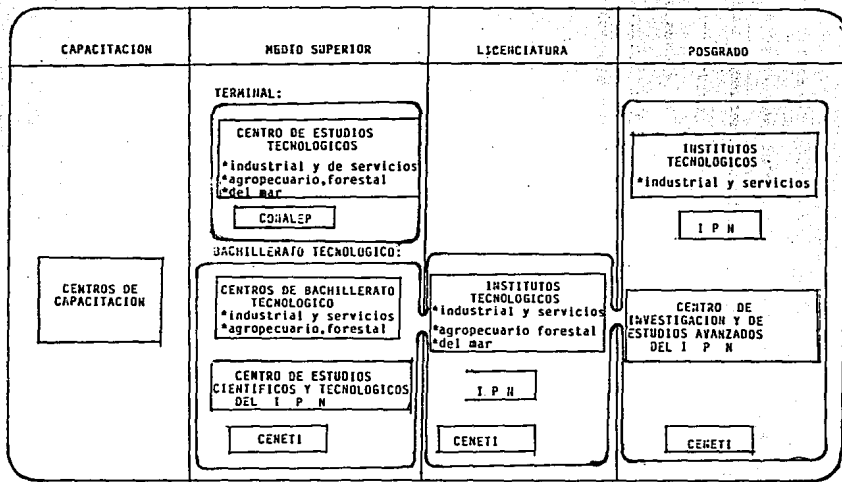 CAPACITACION
MEDIO SUPERIOR
LICENCIATURA
POSGRADO
CENTROS DE
CAPACITACION
TERMINAL:
CENTRO DE ESTUDIOS
TECNOLOGICOS
*industrial y de servicios
*agropecuario,forestal
*del mar
CONALEP
BACHILLERATO TECNOLOGICO:
CENTROS DE BACHILLERATO
TECNOLOGICO
*industrial y servicios
*agropecuario,forestal
CENTRO DE ESTUDIOS
CIENTIFICOS Y TECNOLOGICOS
DEL I P N
CENETI
INSTITUTOS
TECNOLOGICOS
*industrial y servicios
*agropecuario forestal
*del mar
I P N
CENETI
INSTITUTOS
TECNOLOGICOS
*industrial y servicios
I P N
CENTRO DE
INVESTIGACION Y DE
ESTUDIOS AVANZADOS
DEL I P N
CENETI